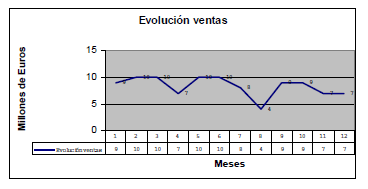 Evolución ventas
Millones de Euros
15
10
5
0
9 10 10 7 10 10 8 4 9 9 7 7
1 2 3 4 5 6 7 8 9 10 11 12
Evolución ventas 9 10 10 7 10 10 8 4 9 9 7 7
Meses